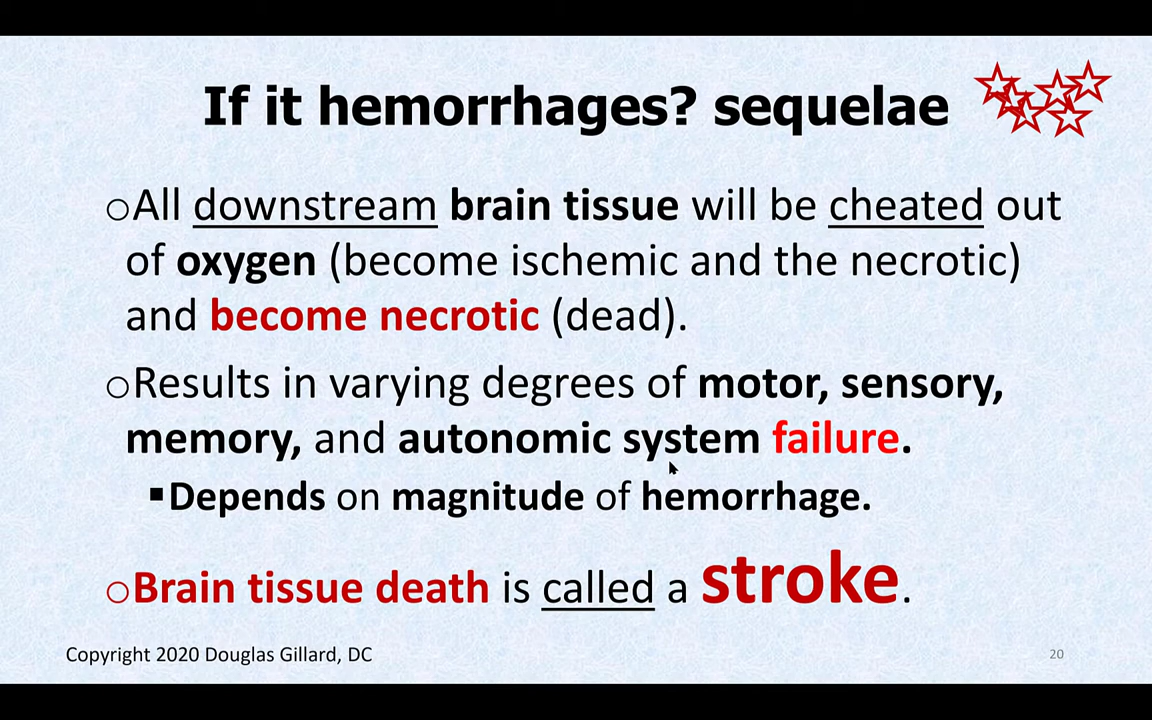 If it hemorrhages? sequelae
○All downstream brain tissue will be cheated out
of oxygen (become ischemic and the necrotic)
and become necrotic (dead).
○Results in varying degrees of motor, sensory,
memory, and autonomic system failure.
▪Depends on magnitude of hemorrhage.
○Brain tissue death is called a stroke.
Copyright 2020 Douglas Gillard, DC
20